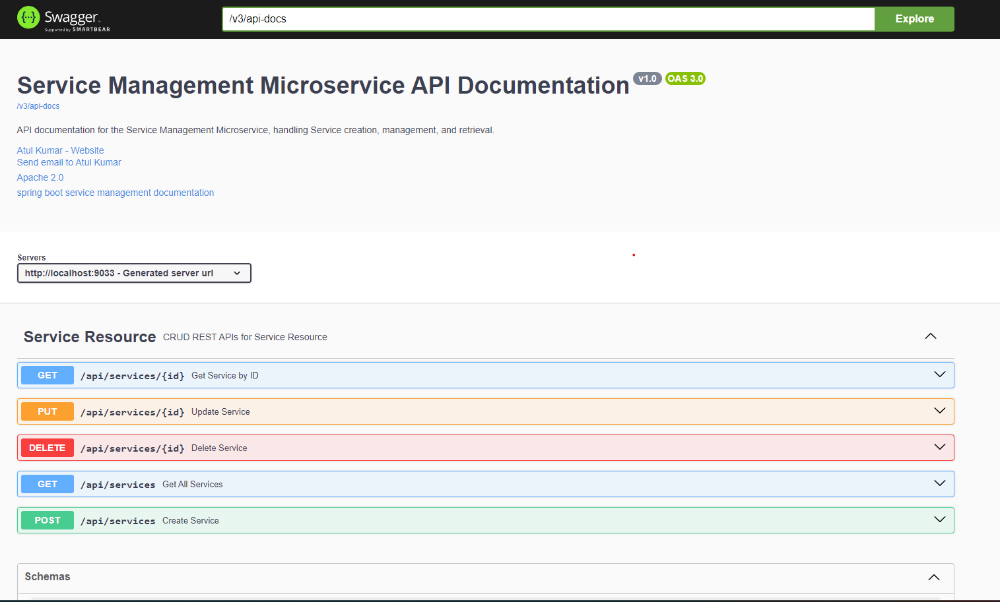 {···} Swagger.
Supported by SMARTBEAR
/v3/api-docs
Explore
Service Management Microservice API Documentation v1.0 OAS 3.0
/v3/api-docs
API documentation for the Service Management Microservice, handling Service creation, management, and retrieval.
Atul Kumar - Website
Send email to Atul Kumar
Apache 2.0
spring boot service management documentation
Servers
http://localhost:9033 - Generated server url
Service Resource CRUD REST APIs for Service Resource
GET /api/services/{id} Get Service by ID
PUT /api/services/{id} Update Service
DELETE /api/services/{id} Delete Service
GET /api/services Get All Services
POST /api/services Create Service
Schemas